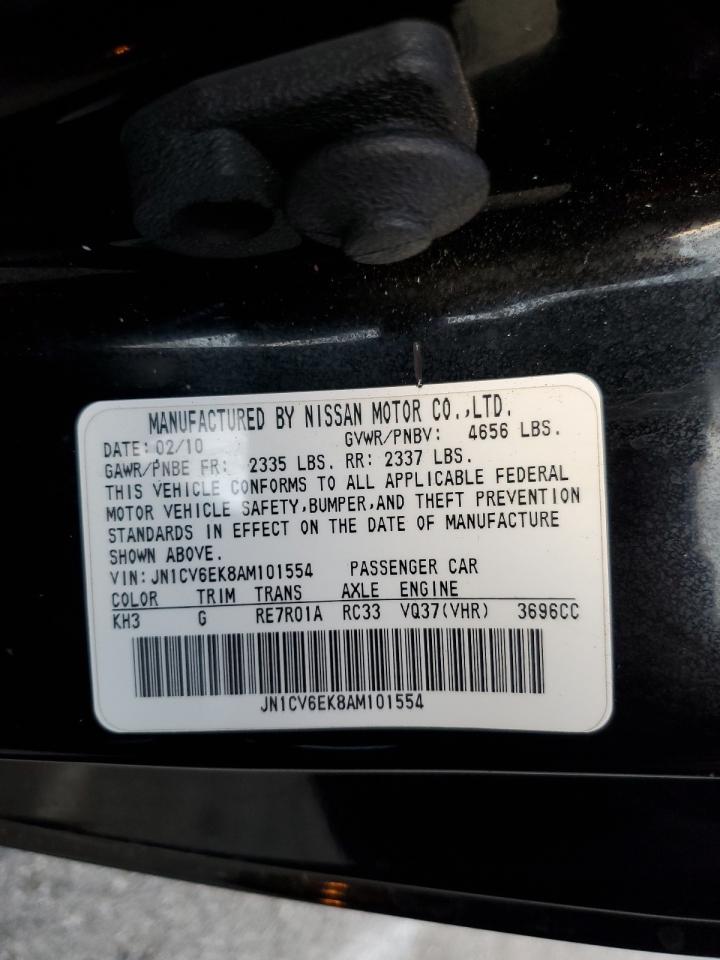 MANUFACTURED BY NISSAN MOTOR CO.,LTD.
DATE: 02/10 GVWR/PNBV: 4656 LBS.
GAWR/PNBE FR: 2335 LBS. RR: 2337 LBS.
THIS VEHICLE CONFORMS TO ALL APPLICABLE FEDERAL
MOTOR VEHICLE SAFETY,BUMPER,AND THEFT PREVENTION
STANDARDS IN EFFECT ON THE DATE OF MANUFACTURE
SHOWN ABOVE.
VIN: JN1CV6EK8AM101554 PASSENGER CAR
COLOR TRIM TRANS AXLE ENGINE
KH3 G RE7R01A RC33 VQ37(VHR) 3696CC
JN1CV6EK8AM101554